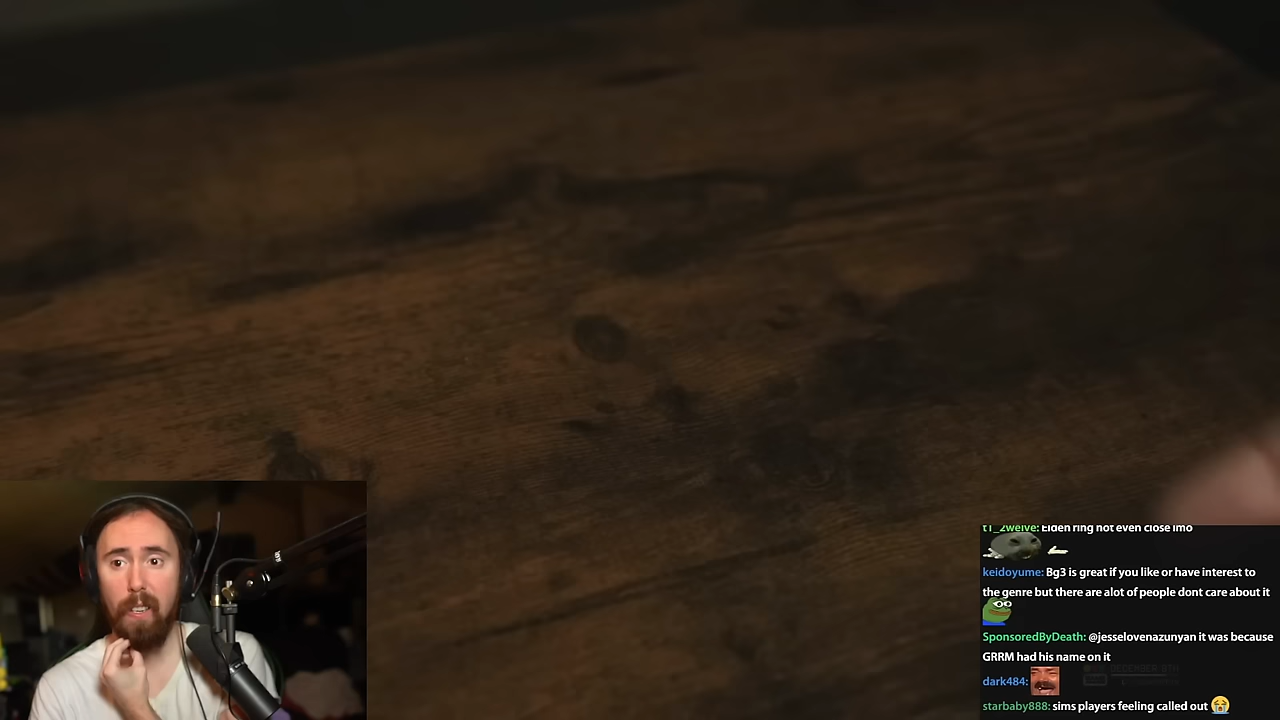 t1_2welve: Elden ring not even close imo
keidoyume: Bg3 is great if you like or have interest to
the genre but there are alot of people dont care about it
SponsoredByDeath: @jesselovenazunyan it was because
GRRM had his name on it
dark484:
DECEMBER 9TH
starbaby888: sims players feeling called out